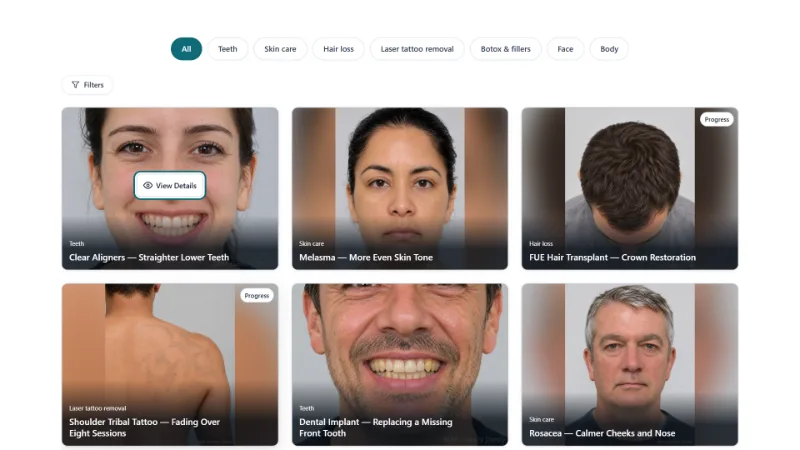 All
Teeth
Skin care
Hair loss
Laser tattoo removal
Botox & fillers
Face
Body
Filters
View Details
Teeth
Clear Aligners — Straighter Lower Teeth
Skin care
Melasma — More Even Skin Tone
Progress
Hair loss
FUE Hair Transplant — Crown Restoration
Progress
Laser tattoo removal
Shoulder Tribal Tattoo — Fading Over
Eight Sessions
Teeth
Dental Implant — Replacing a Missing
Front Tooth
Skin care
Rosacea — Calmer Cheeks and Nose